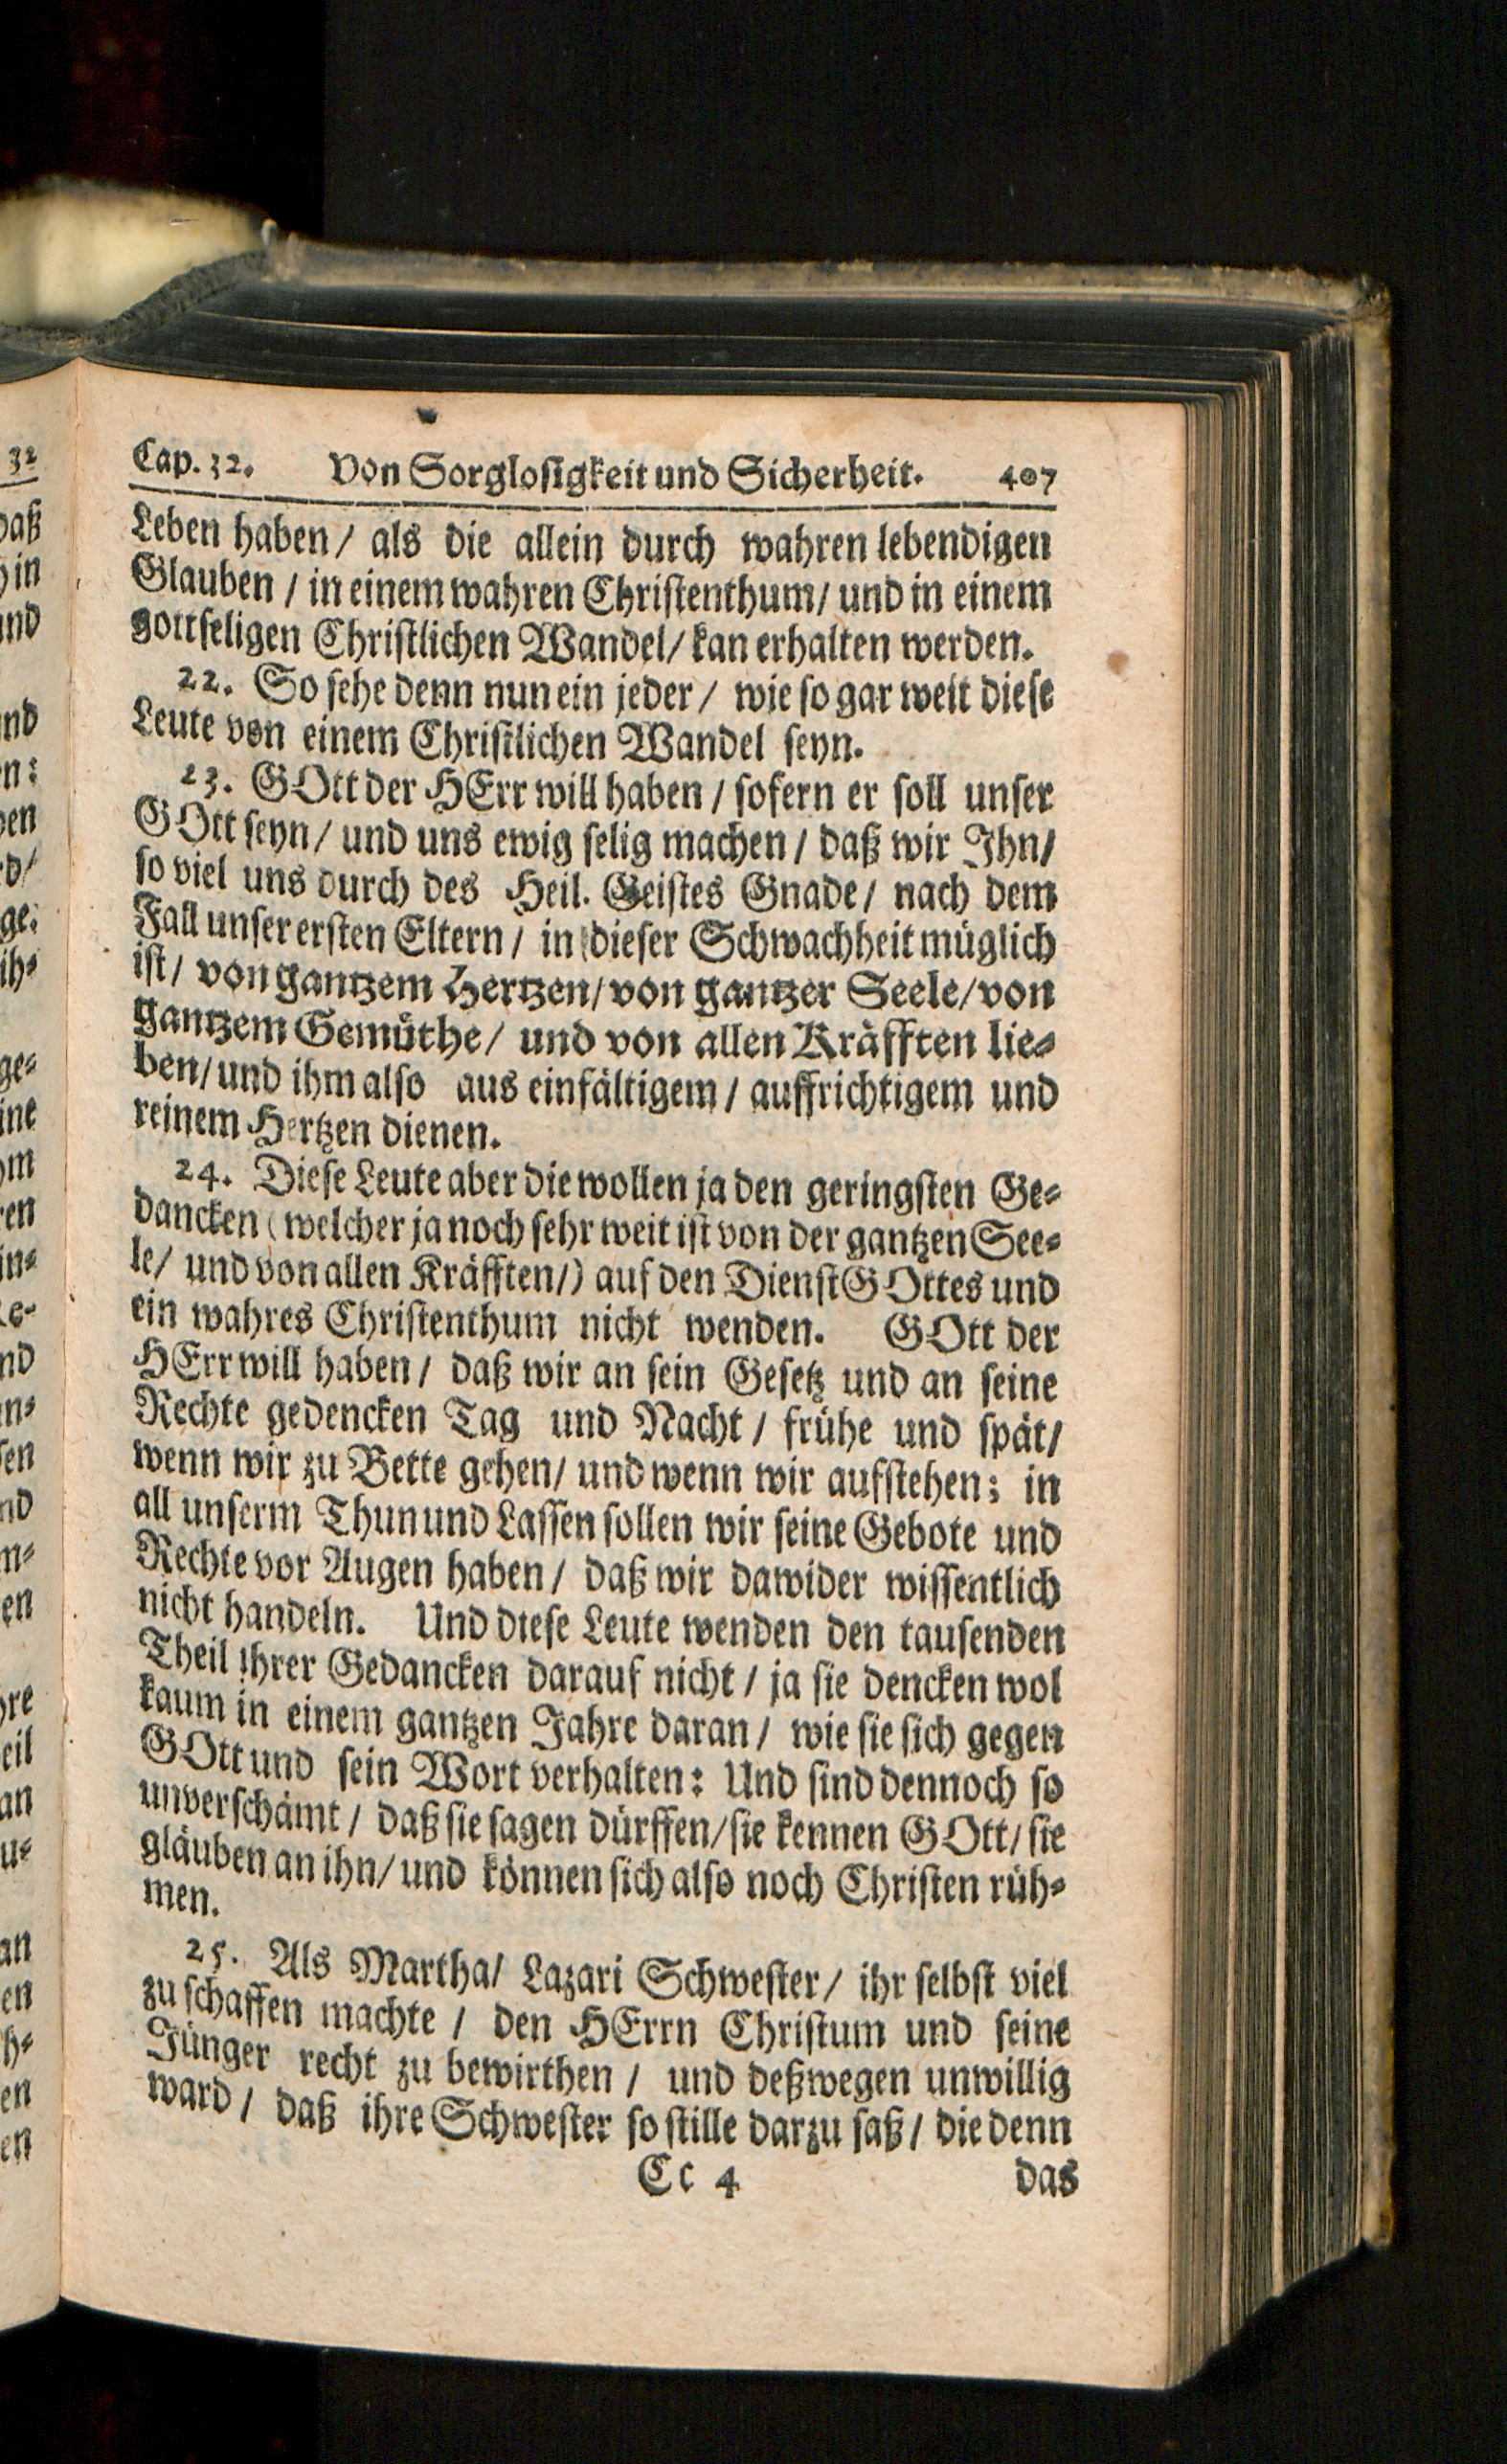 Cap. 32. Von Sorglosigkeit und Sicherheit. 407
Leben haben / als die allein durch wahren lebendigen
Glauben / in einem wahren Christenthum / und in einem
gottseligen Christlichen Wandel / kan erhalten werden.
22. So sehe denn nun ein jeder / wie so gar weit diese
Leute von einem Christlichen Wandel seyn.
23. GOtt der HErr will haben / sofern er soll unser
GOtt seyn / und uns ewig selig machen / daß wir Ihn /
so viel uns durch des Heil. Geistes Gnade / nach dem
Fall unser ersten Eltern / in dieser Schwachheit müglich
ist / von gantzem Hertzen / von gantzer Seele / von
gantzem Gemüthe / und von allen Kräfften lie-
ben / und ihm also aus einfältigem / auffrichtigem und
reinem Hertzen dienen.
24. Diese Leute aber die wollen ja den geringsten Ge-
dancken (welcher ja noch sehr weit ist von der gantzen See-
le / und von allen Kräfften /) auf den Dienst GOttes und
ein wahres Christenthum nicht wenden. GOtt der
HErr will haben / daß wir an sein Gesetz und an seine
Rechte gedencken Tag und Nacht / frühe und spät /
wenn wir zu Bette gehen / und wenn wir aufstehen; in
all unserm Thun und Lassen sollen wir seine Gebote und
Rechte vor Augen haben / daß wir dawider wissentlich
nicht handeln. Und diese Leute wenden den tausenden
Theil ihrer Gedancken darauf nicht / ja sie dencken wol
kaum in einem gantzen Jahre daran / wie sie sich gegen
GOtt und sein Wort verhalten: Und sind dennoch so
unverschämt / daß sie sagen dürffen / sie kennen GOtt / sie
gläuben an ihn / und können sich also noch Christen rüh-
men.
25. Als Martha / Lazari Schwester / ihr selbst viel
zu schaffen machte / den HErrn Christum und seine
Jünger recht zu bewirthen / und deßwegen unwillig
ward / daß ihre Schwester so stille darzu saß / die denn
Cc 4 das